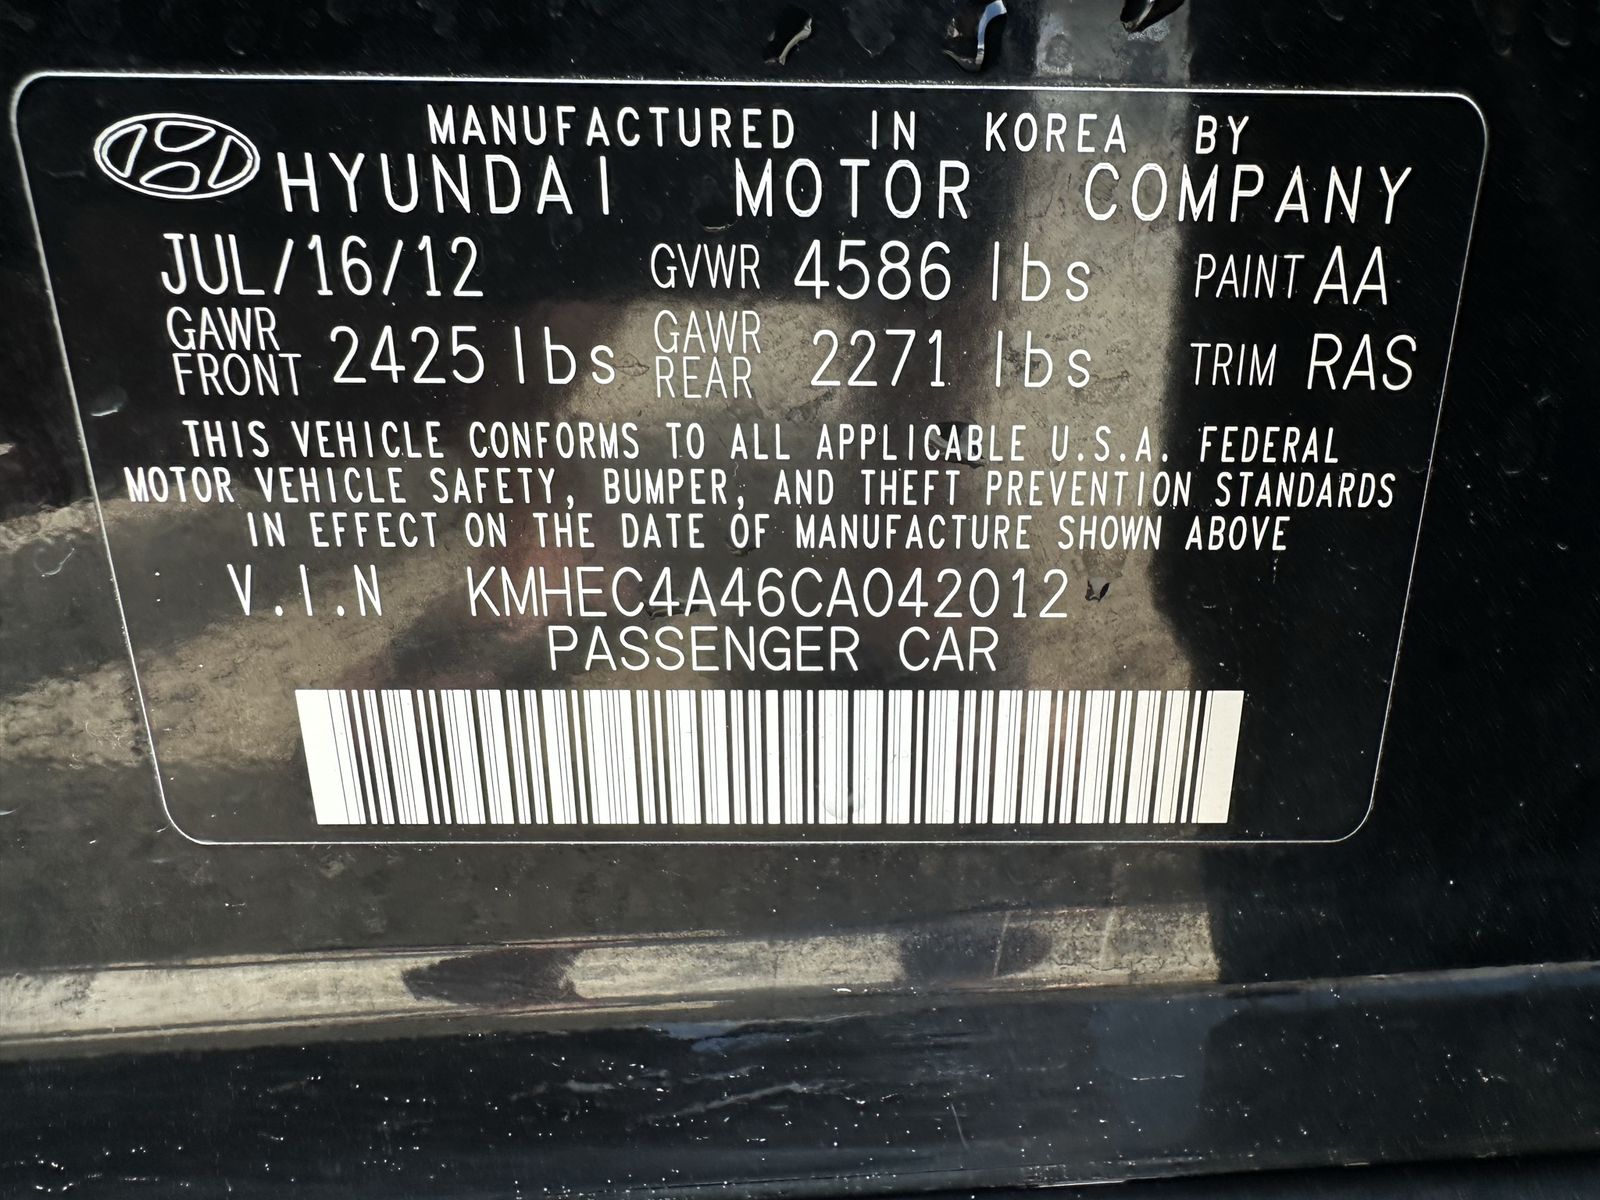 MANUFACTURED IN KOREA BY
HYUNDAI MOTOR COMPANY
JUL/16/12 GVWR 4586 lbs PAINT AA
GAWR FRONT 2425 lbs GAWR REAR 2271 lbs TRIM RAS
THIS VEHICLE CONFORMS TO ALL APPLICABLE U.S.A. FEDERAL
MOTOR VEHICLE SAFETY, BUMPER, AND THEFT PREVENTION STANDARDS
IN EFFECT ON THE DATE OF MANUFACTURE SHOWN ABOVE
V.I.N KMHEC4A46CA042012
PASSENGER CAR